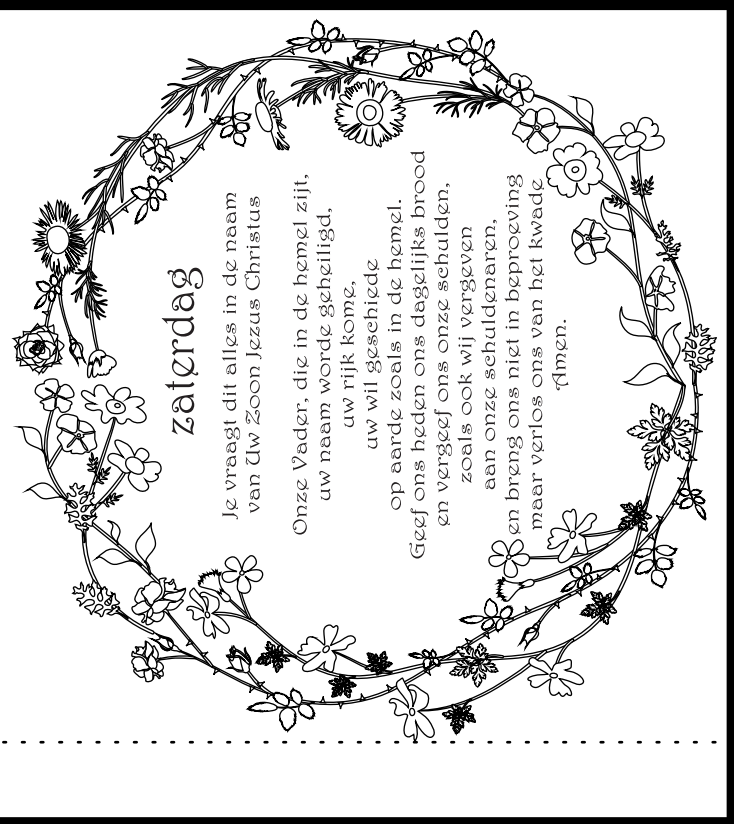 zaterdag
Je vraagt dit alles in de naam
van Uw Zoon Jezus Christus
Onze Vader, die in de hemel zijt,
uw naam worde geheiligd,
uw rijk kome,
uw wil geschiede
op aarde zoals in de hemel.
Geef ons heden ons dagelijks brood
en vergeef ons onze schulden,
zoals ook wij vergeven
aan onze schuldenaren,
en breng ons niet in beproeving
maar verlos ons van het kwade
Amen.